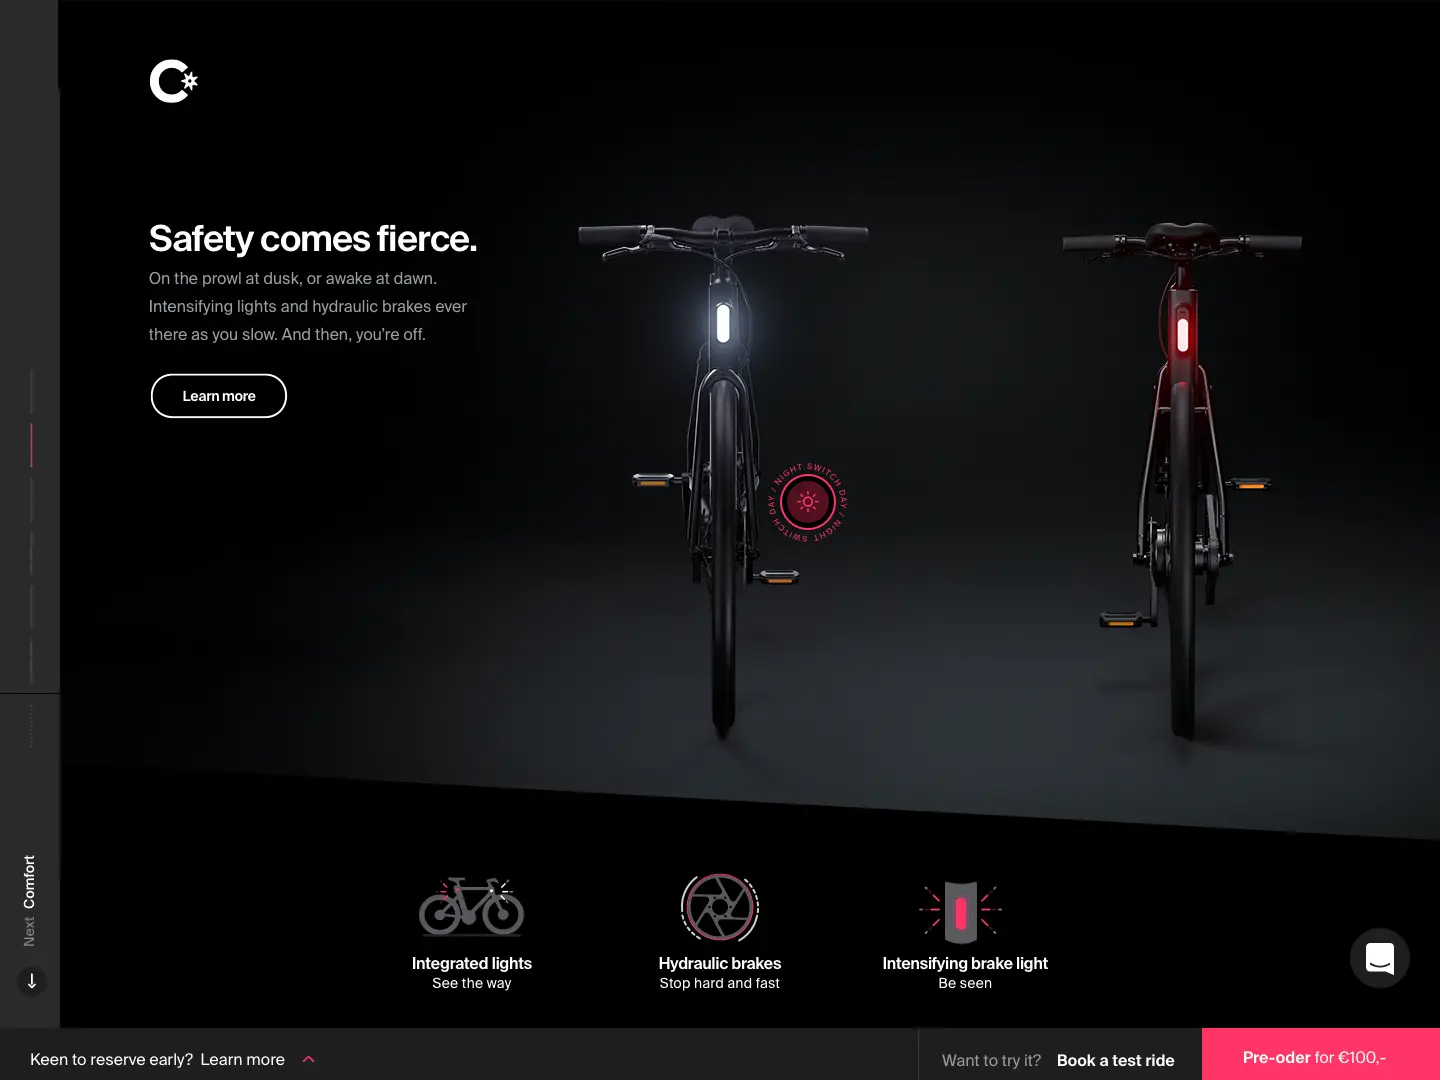 Safety comes fierce.
On the prowl at dusk, or awake at dawn.
Intensifying lights and hydraulic brakes ever
there as you slow. And then, you're off.
Learn more
DAY / NIGHT SWITCH DAY / NIGHT SWITCH
Next Comfort
Integrated lights
See the way
Hydraulic brakes
Stop hard and fast
Intensifying brake light
Be seen
Keen to reserve early? Learn more
Want to try it? Book a test ride
Pre-oder for €100,-